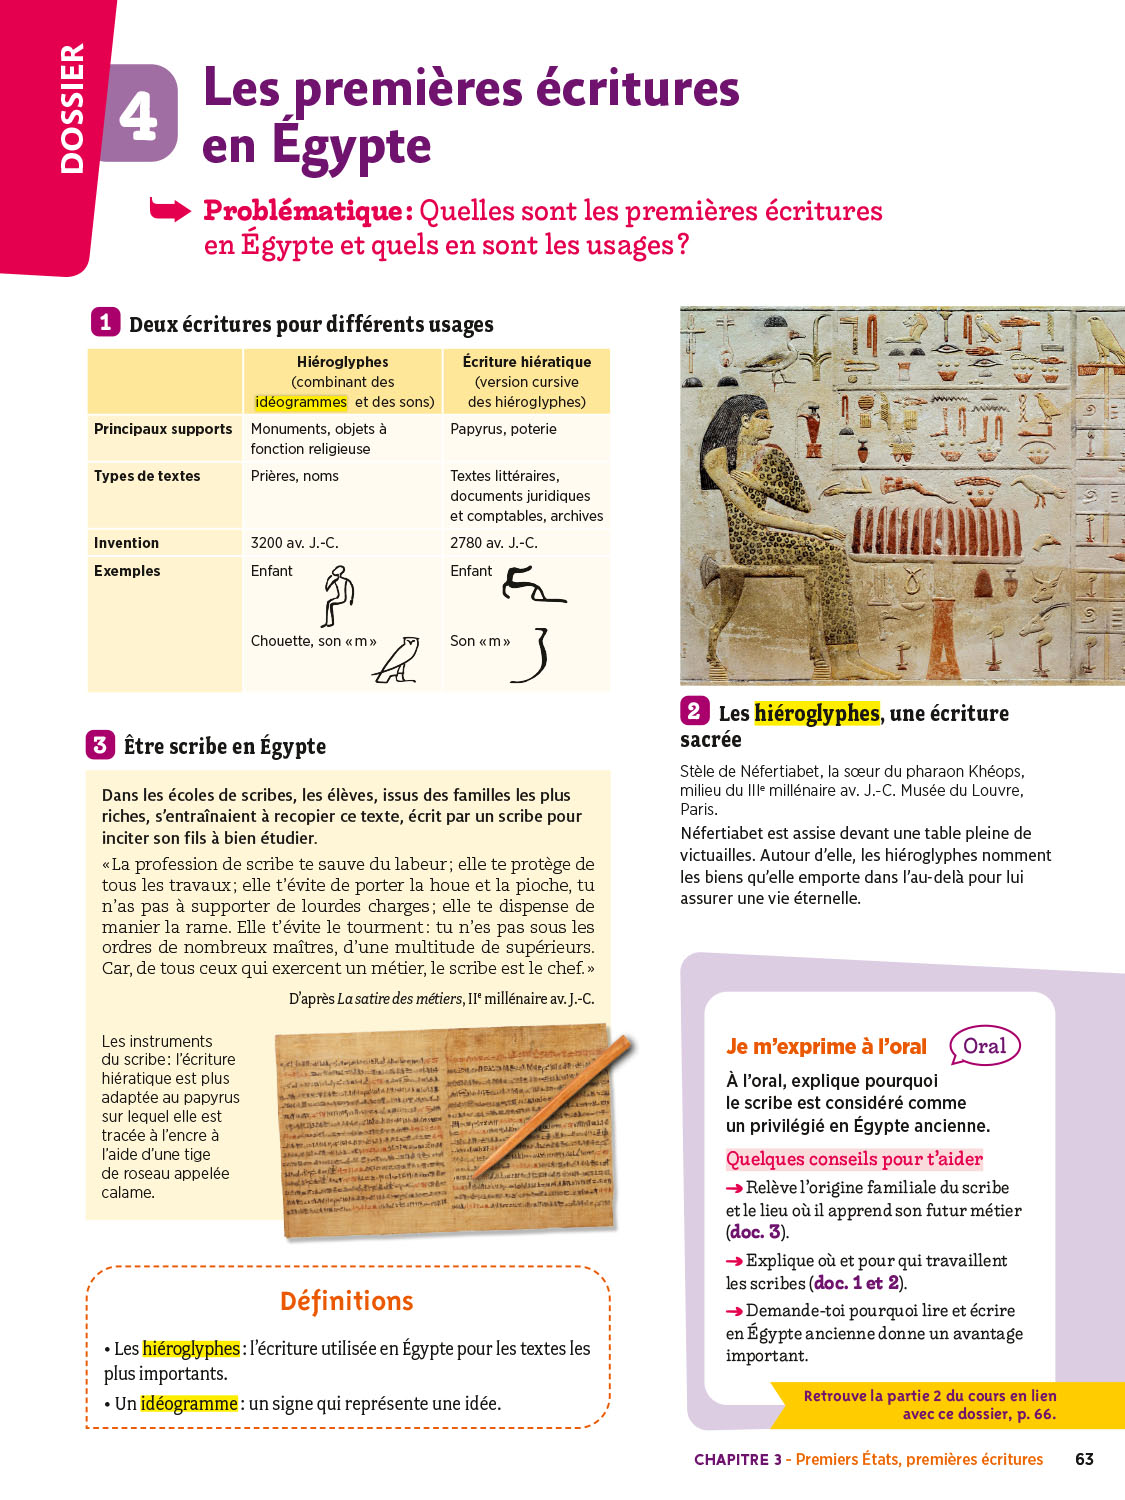 DOSSIER
4
Les premières écritures
en Égypte
Problématique : Quelles sont les premières écritures
en Égypte et quels en sont les usages ?
1 Deux écritures pour différents usages
Hiéroglyphes
(combinant des
idéogrammes et des sons)
Écriture hiératique
(version cursive
des hiéroglyphes)
Principaux supports
Monuments, objets à
fonction religieuse
Papyrus, poterie
Types de textes
Prières, noms
Textes littéraires,
documents juridiques
et comptables, archives
Invention
3200 av. J.-C.
2780 av. J.-C.
Exemples
Enfant
Enfant
Chouette, son « m »
Son « m »
2 Les hiéroglyphes, une écriture
sacrée
Stèle de Néfertiabet, la sœur du pharaon Khéops,
milieu du IIIe millénaire av. J.-C. Musée du Louvre,
Paris.
Néfertiabet est assise devant une table pleine de
victuailles. Autour d’elle, les hiéroglyphes nomment
les biens qu’elle emporte dans l’au-delà pour lui
assurer une vie éternelle.
3 Être scribe en Égypte
Dans les écoles de scribes, les élèves, issus des familles les plus
riches, s’entraînaient à recopier ce texte, écrit par un scribe pour
inciter son fils à bien étudier.
« La profession de scribe te sauve du labeur ; elle te protège de
tous les travaux ; elle t’évite de porter la houe et la pioche, tu
n’as pas à supporter de lourdes charges ; elle te dispense de
manier la rame. Elle t’évite le tourment : tu n’es pas sous les
ordres de nombreux maîtres, d’une multitude de supérieurs.
Car, de tous ceux qui exercent un métier, le scribe est le chef. »
D’après La satire des métiers, IIe millénaire av. J.-C.
Les instruments
du scribe : l’écriture
hiératique est plus
adaptée au papyrus
sur lequel elle est
tracée à l’encre à
l’aide d’une tige
de roseau appelée
calame.
Définitions
• Les hiéroglyphes : l’écriture utilisée en Égypte pour les textes les
plus importants.
• Un idéogramme : un signe qui représente une idée.
Je m’exprime à l’oral
Oral
À l’oral, explique pourquoi
le scribe est considéré comme
un privilégié en Égypte ancienne.
Quelques conseils pour t’aider
→ Relève l’origine familiale du scribe
et le lieu où il apprend son futur métier
(doc. 3).
→ Explique où et pour qui travaillent
les scribes (doc. 1 et 2).
→ Demande-toi pourquoi lire et écrire
en Égypte ancienne donne un avantage
important.
Retrouve la partie 2 du cours en lien
avec ce dossier, p. 66.
CHAPITRE 3 - Premiers États, premières écritures 63